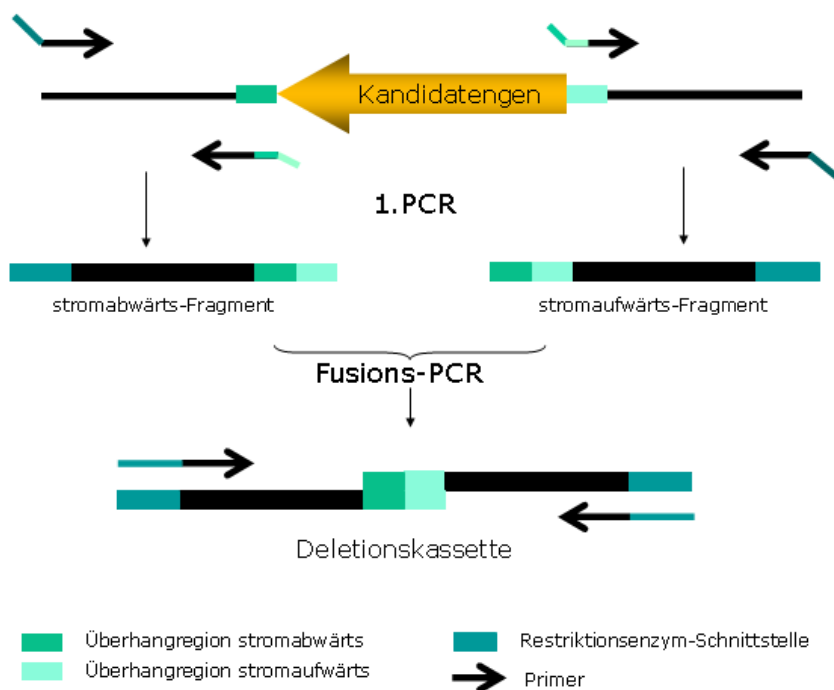 Kandidatengen
1.PCR
stromabwärts-Fragment
stromaufwärts-Fragment
Fusions-PCR
Deletionskassette
Überhangregion stromabwärts
Restriktionsenzym-Schnittstelle
Überhangregion stromaufwärts
Primer